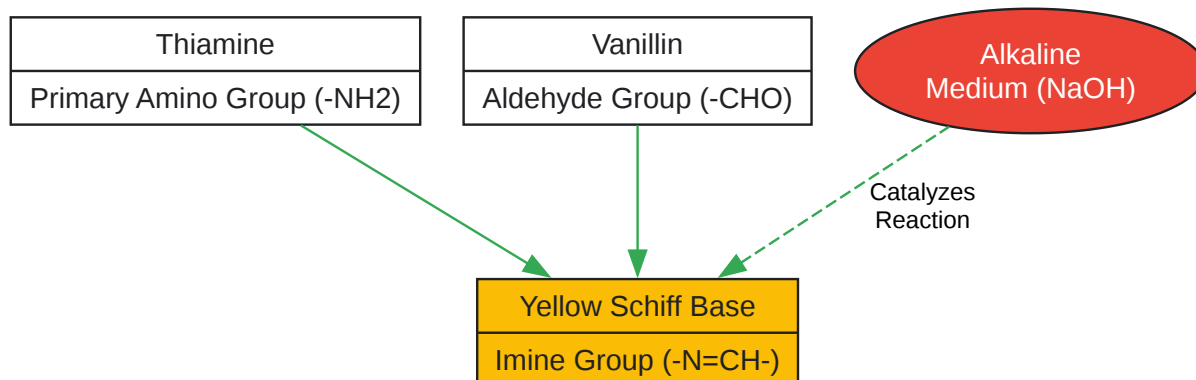 Thiamine
Primary Amino Group (-NH2)
Vanillin
Aldehyde Group (-CHO)
Alkaline
Medium (NaOH)
Catalyzes
Reaction
Yellow Schiff Base
Imine Group (-N=CH-)